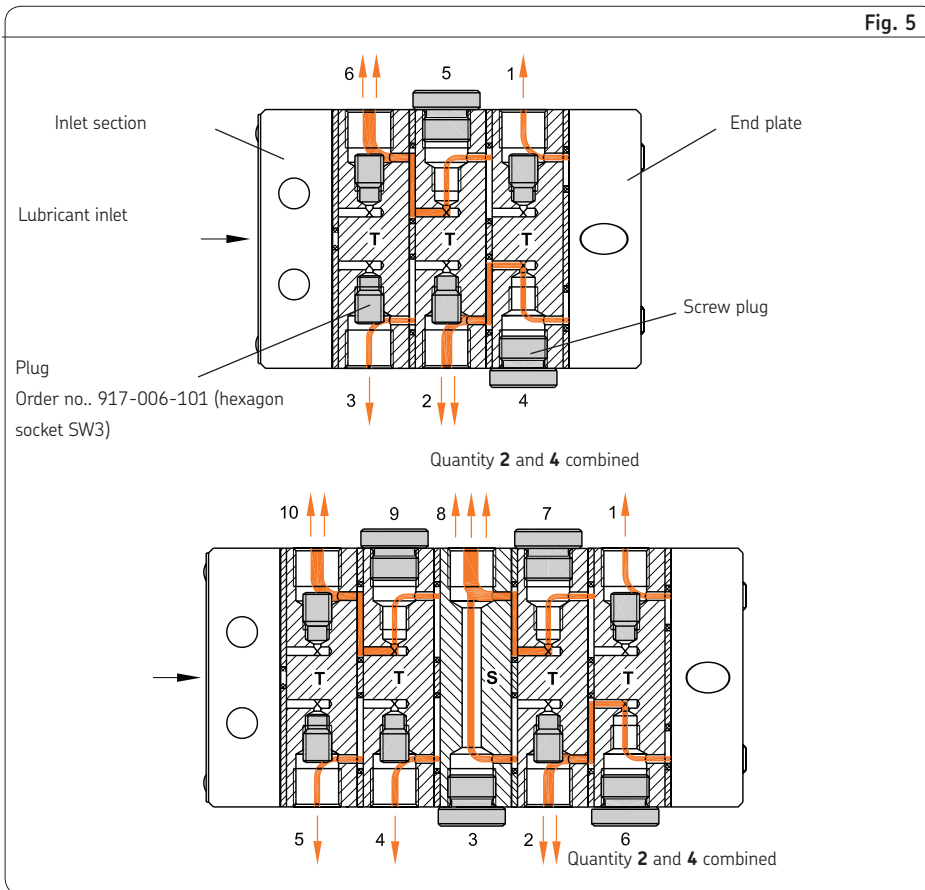 Fig. 5
6 5 1
Inlet section
End plate
Lubricant inlet
T T T
Screw plug
Plug
Order no.. 917-006-101 (hexagon
socket SW3)
3 2 4
Quantity 2 and 4 combined
10 9 8 7 1
T T S T T
5 4 3 2 6
Quantity 2 and 4 combined